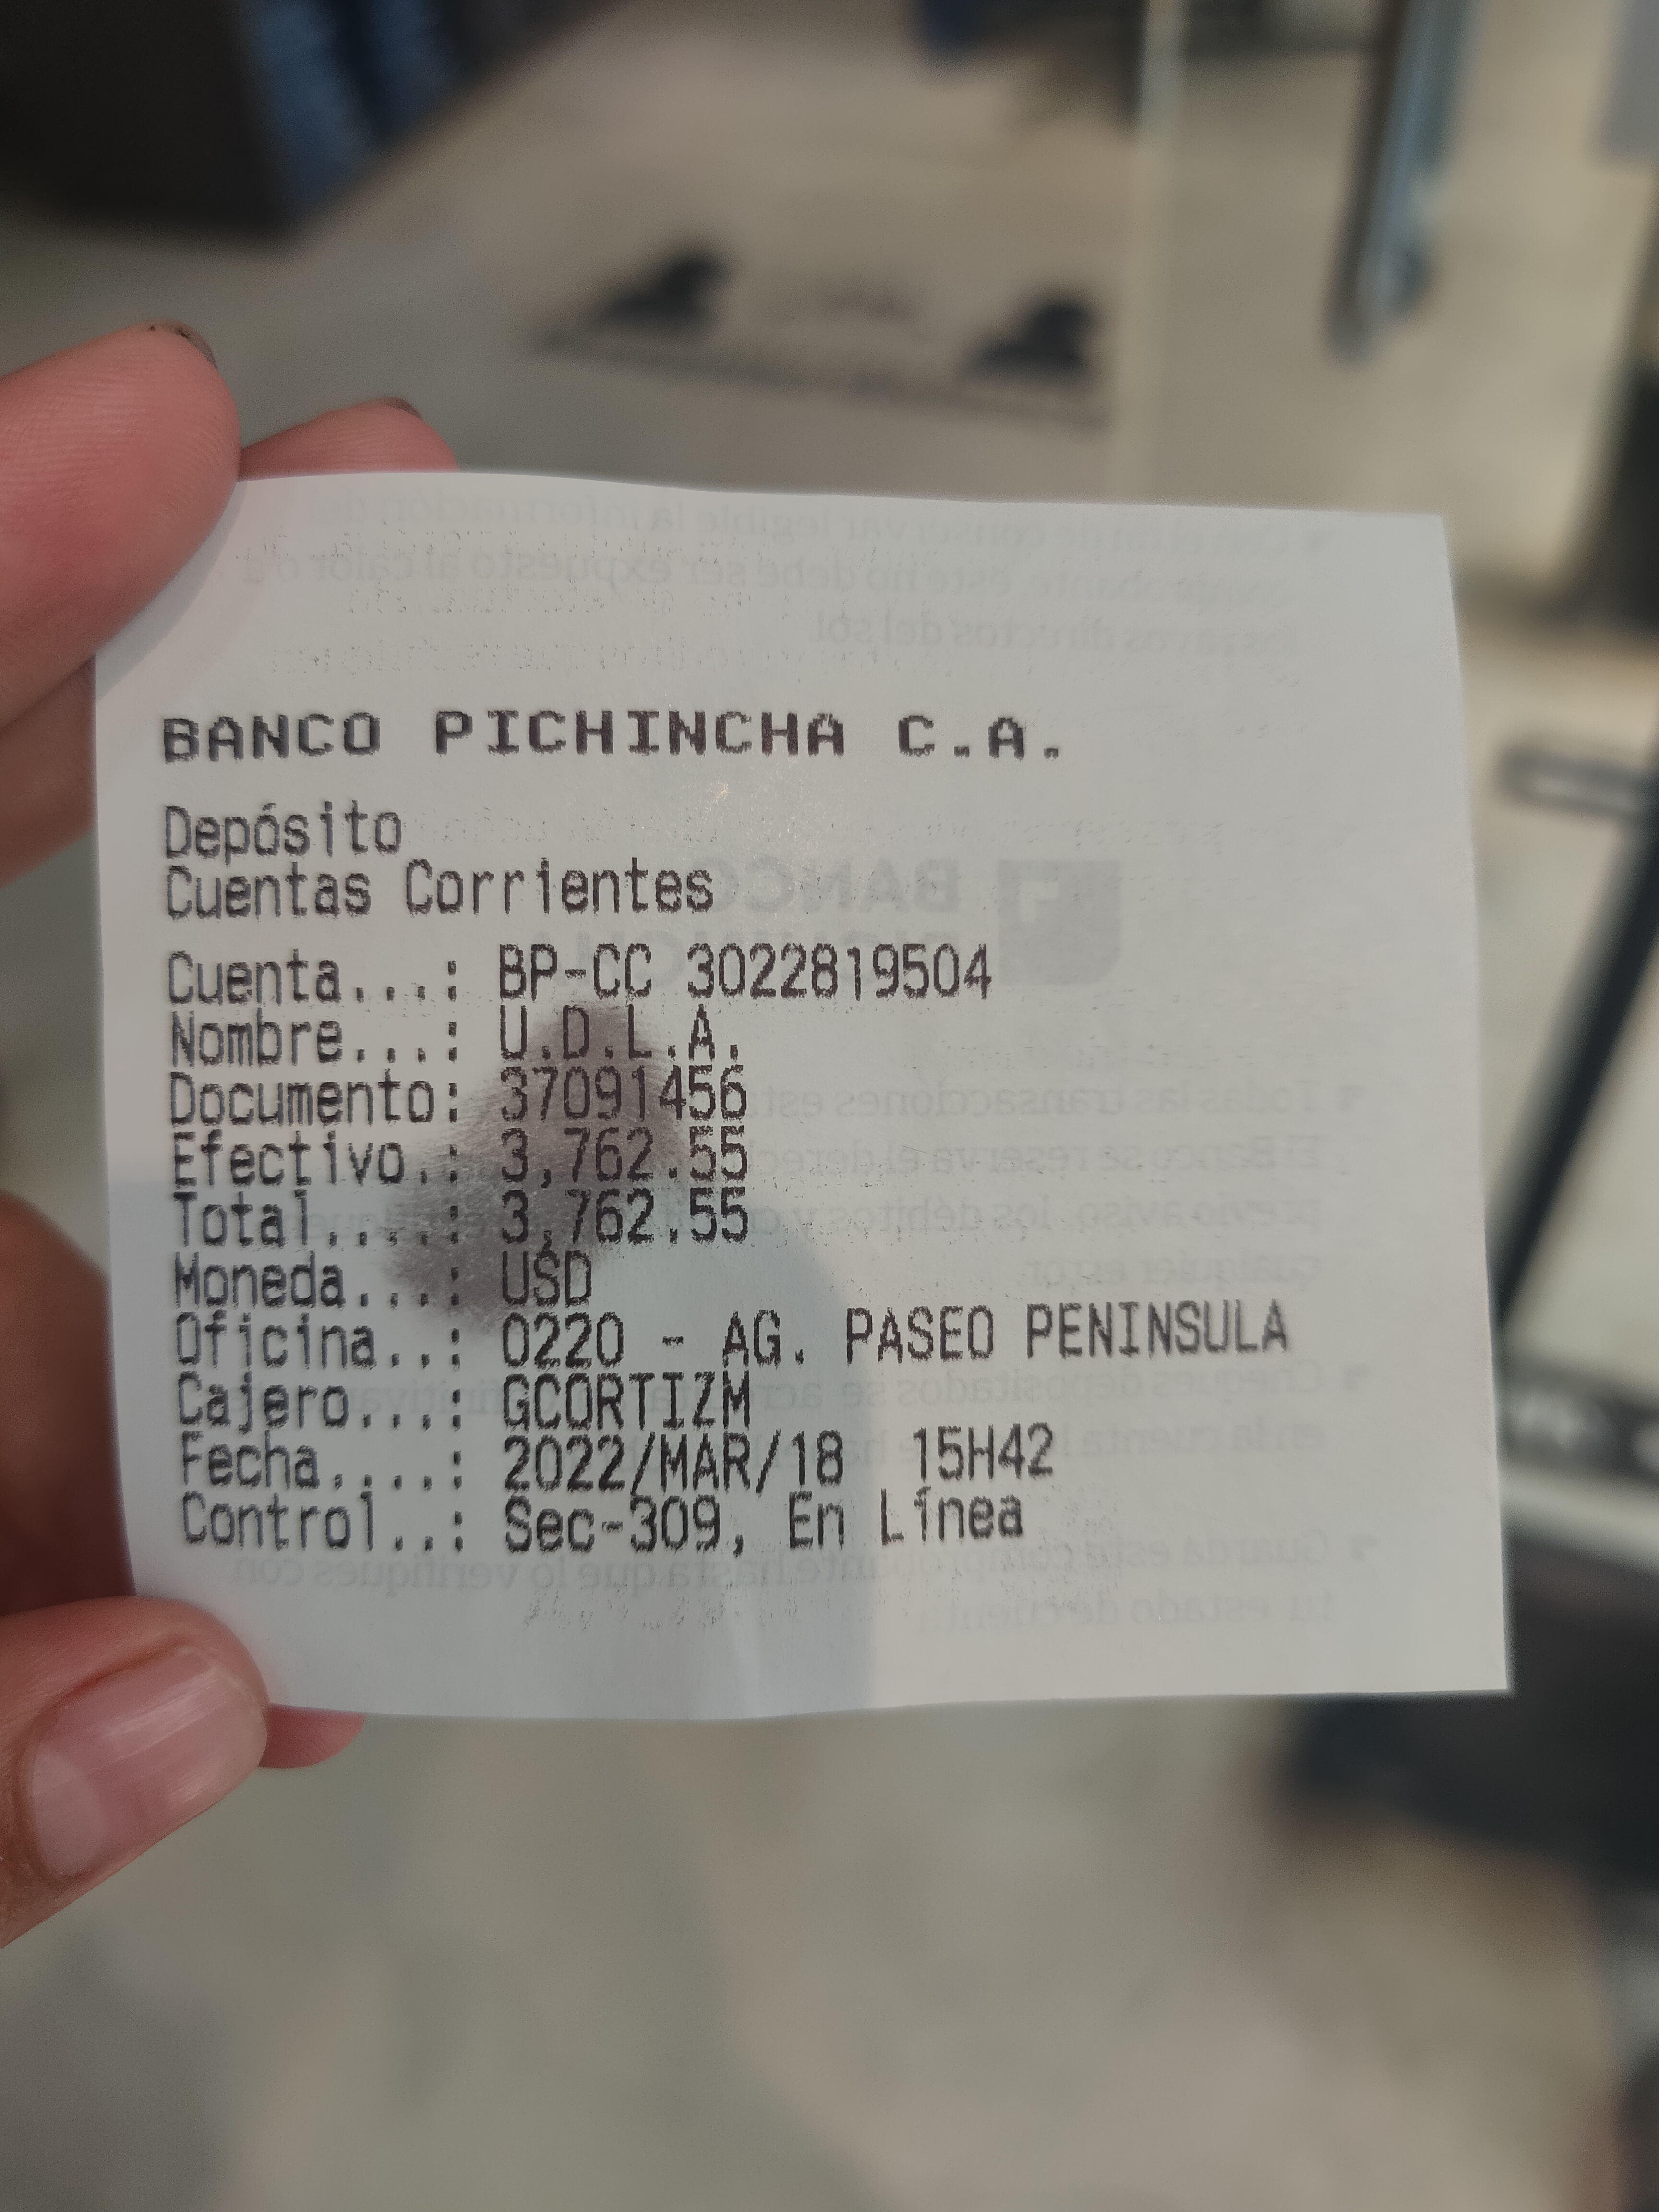 BANCO PICHINCHA C.A.
Depósito
Cuentas Corrientes
Cuenta...: BP-CC 3022819504
Nombre...: U.D.L.A.
Documento: 37091456
Efectivo.: 3,762.55
Total....: 3,762.55
Moneda...: USD
Oficina..: 0220 - AG. PASEO PENINSULA
Cajero...: GCORTIZM
Fecha....: 2022/MAR/18 15H42
Control..: Sec-309, En Línea